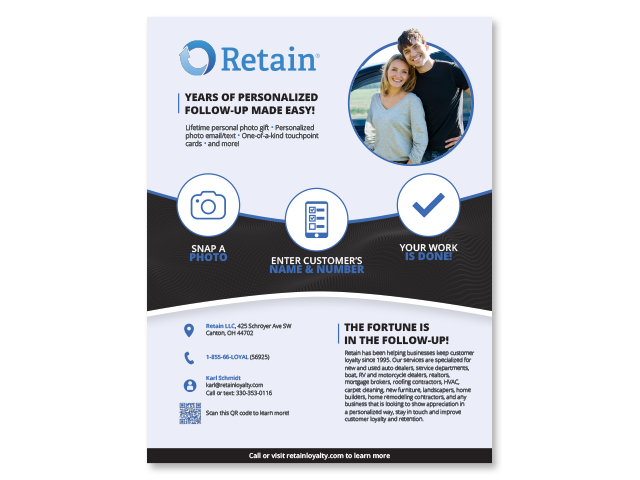 Retain®
YEARS OF PERSONALIZED
FOLLOW-UP MADE EASY!
Lifetime personal photo gift • Personalized
photo email/text • One-of-a-kind touchpoint
cards • and more!
SNAP A
PHOTO
ENTER CUSTOMER'S
NAME & NUMBER
YOUR WORK
IS DONE!
Retain LLC, 425 Schroyer Ave SW
Canton, OH 44702
1-855-66-LOYAL (56925)
Karl Schmidt
karl@retainloyalty.com
Call or text: 330-353-0116
Scan this QR code to learn more!
THE FORTUNE IS
IN THE FOLLOW-UP!
Retain has been helping businesses keep customer
loyalty since 1995. Our services are specialized for
new and used auto dealers, service departments,
boat, RV and motorcycle dealers, realtors,
mortgage brokers, roofing contractors, HVAC,
carpet cleaning, new furniture, landscapers, home
builders, home remodeling contractors, and any
business that is looking to show appreciation in
a personalized way, stay in touch and improve
customer loyalty and retention.
Call or visit retainloyalty.com to learn more